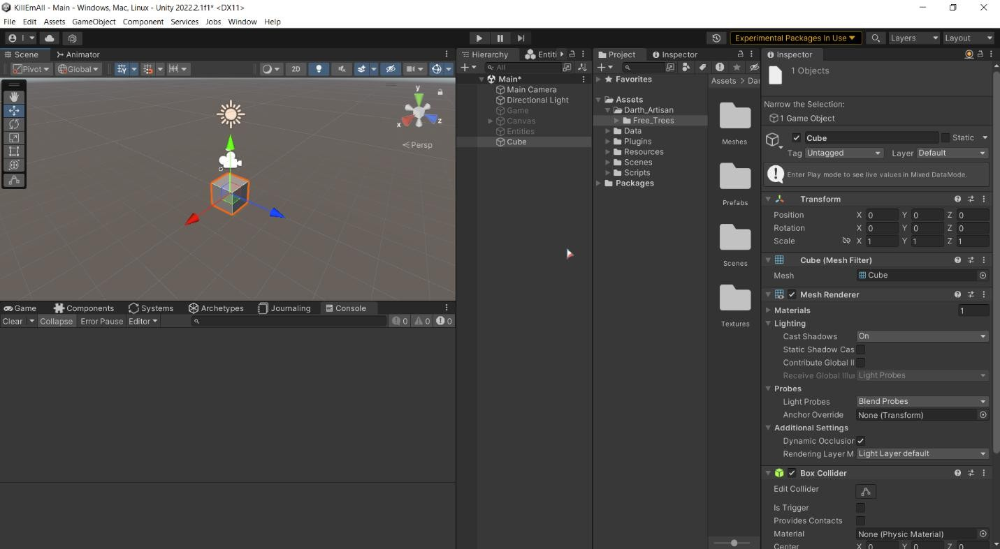 KillEmAll - Main - Windows, Mac, Linux - Unity 2022.2.1f1* <DX11>
File Edit Assets GameObject Component Services Jobs Window Help
I Experimental Packages In Use Layers Layout
Scene Animator
Pivot Global 2D
y
x
z
Persp
Game Components Systems Archetypes Journaling Console
Clear Collapse Error Pause Editor 0 0 0
Hierarchy Entiti
All
Main*
Main Camera
Directional Light
Game
Canvas
Entities
Cube
Project Inspector
Favorites
Assets
Darth_Artisan
Free_Trees
Data
Plugins
Resources
Scenes
Scripts
Packages
Assets > Dar
Meshes
Prefabs
Scenes
Textures
Inspector
1 Objects
Narrow the Selection:
1 Game Object
Cube Static
Tag Untagged Layer Default
Enter Play mode to see live values in Mixed DataMode.
Transform
Position X 0 Y 0 Z 0
Rotation X 0 Y 0 Z 0
Scale X 1 Y 1 Z 1
Cube (Mesh Filter)
Mesh Cube
Mesh Renderer
Materials 1
Lighting
Cast Shadows On
Static Shadow Cas
Contribute Global Il
Receive Global Illur Light Probes
Probes
Light Probes Blend Probes
Anchor Override None (Transform)
Additional Settings
Dynamic Occlusior
Rendering Layer M Light Layer default
Box Collider
Edit Collider
Is Trigger
Provides Contacts
Material None (Physic Material)
Center X 0 Y 0 Z 0